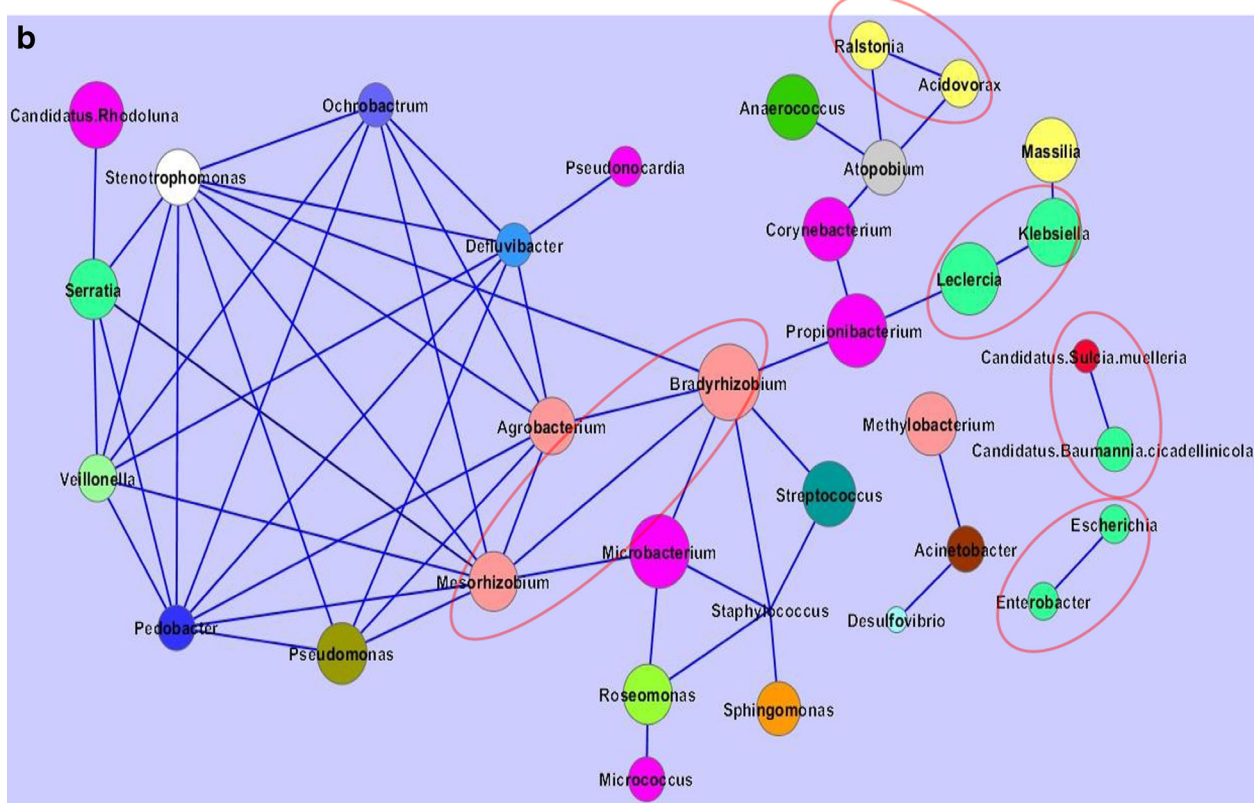 b
Ralstonia
Acidovorax
Candidatus.Rhodoluna
Ochrobactrum
Anaerococcus
Massilia
Stenotrophomonas
Pseudonocardia
Atopobium
Corynebacterium
Klebsiella
Defluvibacter
Leclercia
Serratia
Propionibacterium
Candidatus.Sulcia.muelleria
Bradyrhizobium
Methylobacterium
Agrobacterium
Candidatus.Baumannia.cicadellinicola
Veillonella
Streptococcus
Escherichia
Microbacterium
Acinetobacter
Mesorhizobium
Enterobacter
Staphylococcus
Desulfovibrio
Pedobacter
Pseudomonas
Roseomonas
Sphingomonas
Micrococcus